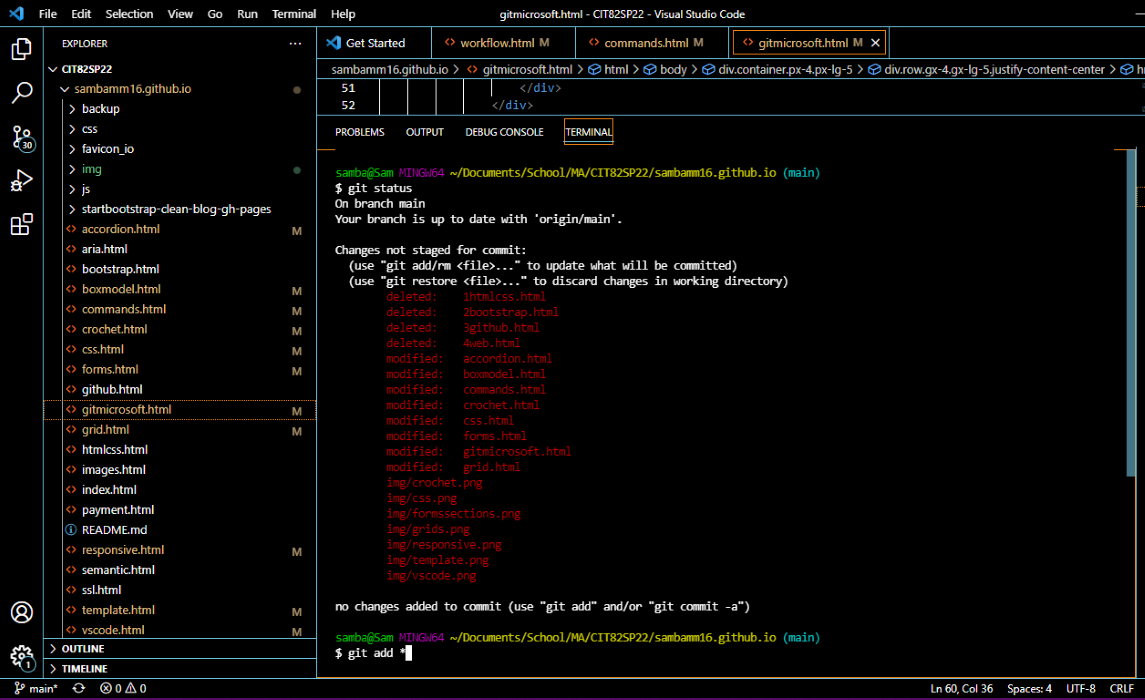 File Edit Selection View Go Run Terminal Help
gitmicrosoft.html - CIT82SP22 - Visual Studio Code
EXPLORER
CIT82SP22
sambamm16.github.io
backup
css
favicon_io
img
js
startbootstrap-clean-blog-gh-pages
accordion.html M
aria.html
bootstrap.html
boxmodel.html M
commands.html M
crochet.html M
css.html M
forms.html M
github.html
gitmicrosoft.html M
grid.html M
htmlcss.html
images.html
index.html
payment.html
README.md
responsive.html M
semantic.html
ssl.html
template.html M
vscode.html M
OUTLINE
TIMELINE
30
1
Get Started
workflow.html M
commands.html M
gitmicrosoft.html M
sambamm16.github.io > gitmicrosoft.html > html > body > div.container.px-4.px-lg-5 > div.row.gx-4.gx-lg-5.justify-content-center >
51 </div>
52 </div>
PROBLEMS OUTPUT DEBUG CONSOLE TERMINAL
samba@Sam MINGW64 ~/Documents/School/MA/CIT82SP22/sambamm16.github.io (main)
$ git status
On branch main
Your branch is up to date with 'origin/main'.
Changes not staged for commit:
(use "git add/rm <file>..." to update what will be committed)
(use "git restore <file>..." to discard changes in working directory)
deleted: 1htmlcss.html
deleted: 2bootstrap.html
deleted: 3github.html
deleted: 4web.html
modified: accordion.html
modified: boxmodel.html
modified: commands.html
modified: crochet.html
modified: css.html
modified: forms.html
modified: gitmicrosoft.html
modified: grid.html
img/crochet.png
img/css.png
img/formssections.png
img/grids.png
img/responsive.png
img/template.png
img/vscode.png
no changes added to commit (use "git add" and/or "git commit -a")
samba@Sam MINGW64 ~/Documents/School/MA/CIT82SP22/sambamm16.github.io (main)
$ git add *
main* 0 0
Ln 60, Col 36 Spaces: 4 UTF-8 CRLF